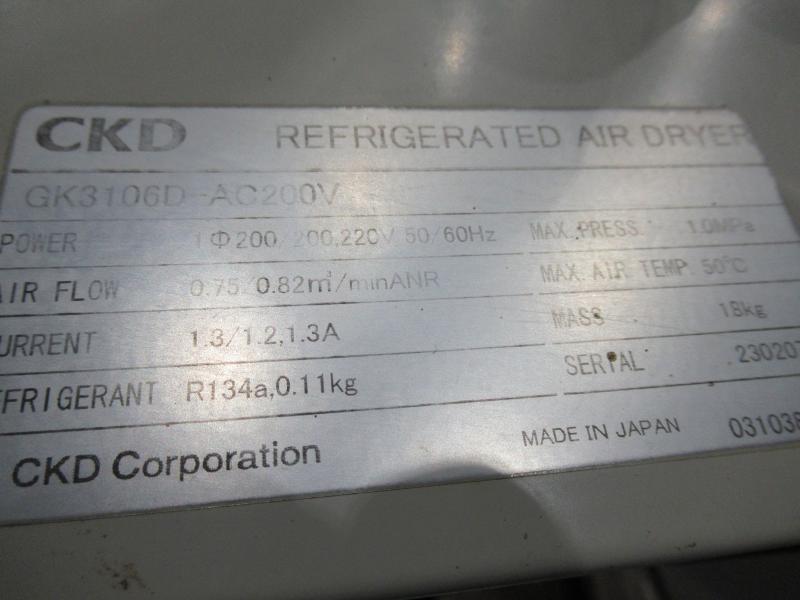 CKD REFRIGERATED AIR DRYER
GK3106D-AC200V
POWER 1Φ200/200,220V 50/60Hz MAX. PRESS. 1.0MPa
AIR FLOW 0.75/0.82㎥/minANR MAX. AIR TEMP. 50°C
URRENT 1.3/1.2,1.3A MASS 18kg
FRIGERANT R134a,0.11kg SERIAL 230207
CKD Corporation MADE IN JAPAN 031038